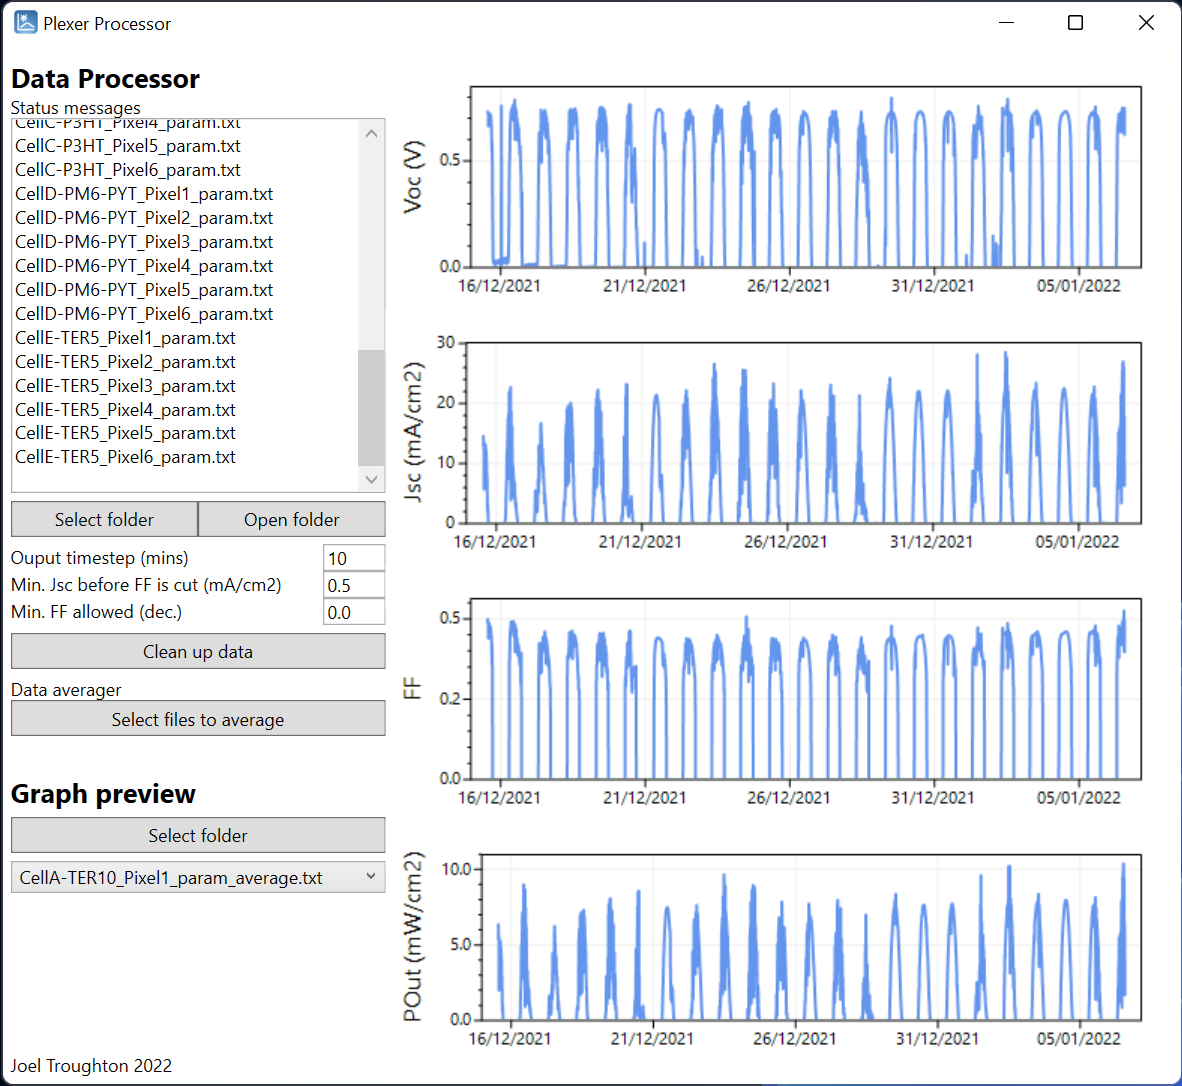 Plexer Processor
Data Processor
Status messages
CellC-P3HT_Pixel4_param.txt
CellC-P3HT_Pixel5_param.txt
CellC-P3HT_Pixel6_param.txt
CellD-PM6-PYT_Pixel1_param.txt
CellD-PM6-PYT_Pixel2_param.txt
CellD-PM6-PYT_Pixel3_param.txt
CellD-PM6-PYT_Pixel4_param.txt
CellD-PM6-PYT_Pixel5_param.txt
CellD-PM6-PYT_Pixel6_param.txt
CellE-TER5_Pixel1_param.txt
CellE-TER5_Pixel2_param.txt
CellE-TER5_Pixel3_param.txt
CellE-TER5_Pixel4_param.txt
CellE-TER5_Pixel5_param.txt
CellE-TER5_Pixel6_param.txt
Select folder
Open folder
Ouput timestep (mins)
10
Min. Jsc before FF is cut (mA/cm2)
0.5
Min. FF allowed (dec.)
0.0
Clean up data
Data averager
Select files to average
Graph preview
Select folder
CellA-TER10_Pixel1_param_average.txt
Joel Troughton 2022
Voc (V)
0.5
0.0
16/12/2021
21/12/2021
26/12/2021
31/12/2021
05/01/2022
Jsc (mA/cm2)
30
20
10
0
16/12/2021
21/12/2021
26/12/2021
31/12/2021
05/01/2022
FF
0.5
0.2
0.0
16/12/2021
21/12/2021
26/12/2021
31/12/2021
05/01/2022
POut (mW/cm2)
10.0
5.0
0.0
16/12/2021
21/12/2021
26/12/2021
31/12/2021
05/01/2022